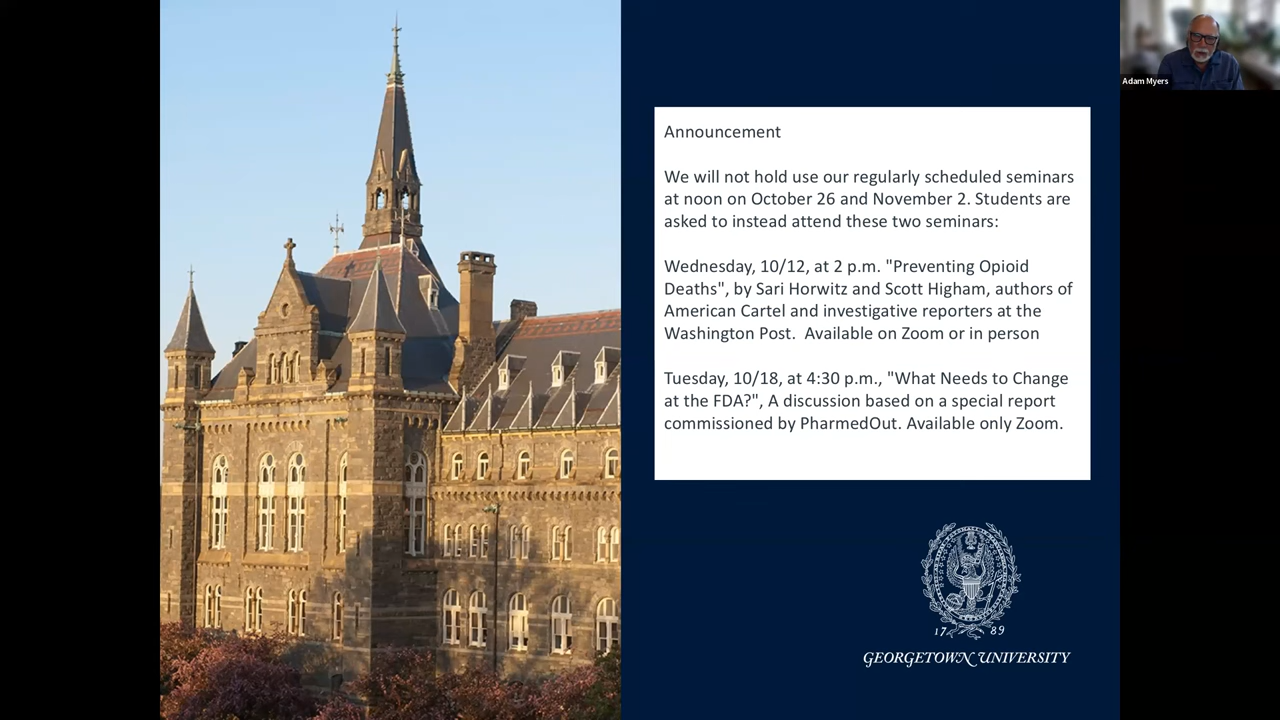 Adam Myers
Announcement
We will not hold use our regularly scheduled seminars
at noon on October 26 and November 2. Students are
asked to instead attend these two seminars:
Wednesday, 10/12, at 2 p.m. "Preventing Opioid
Deaths", by Sari Horwitz and Scott Higham, authors of
American Cartel and investigative reporters at the
Washington Post.  Available on Zoom or in person
Tuesday, 10/18, at 4:30 p.m., "What Needs to Change
at the FDA?", A discussion based on a special report
commissioned by PharmedOut. Available only Zoom.
17 89
GEORGETOWN UNIVERSITY